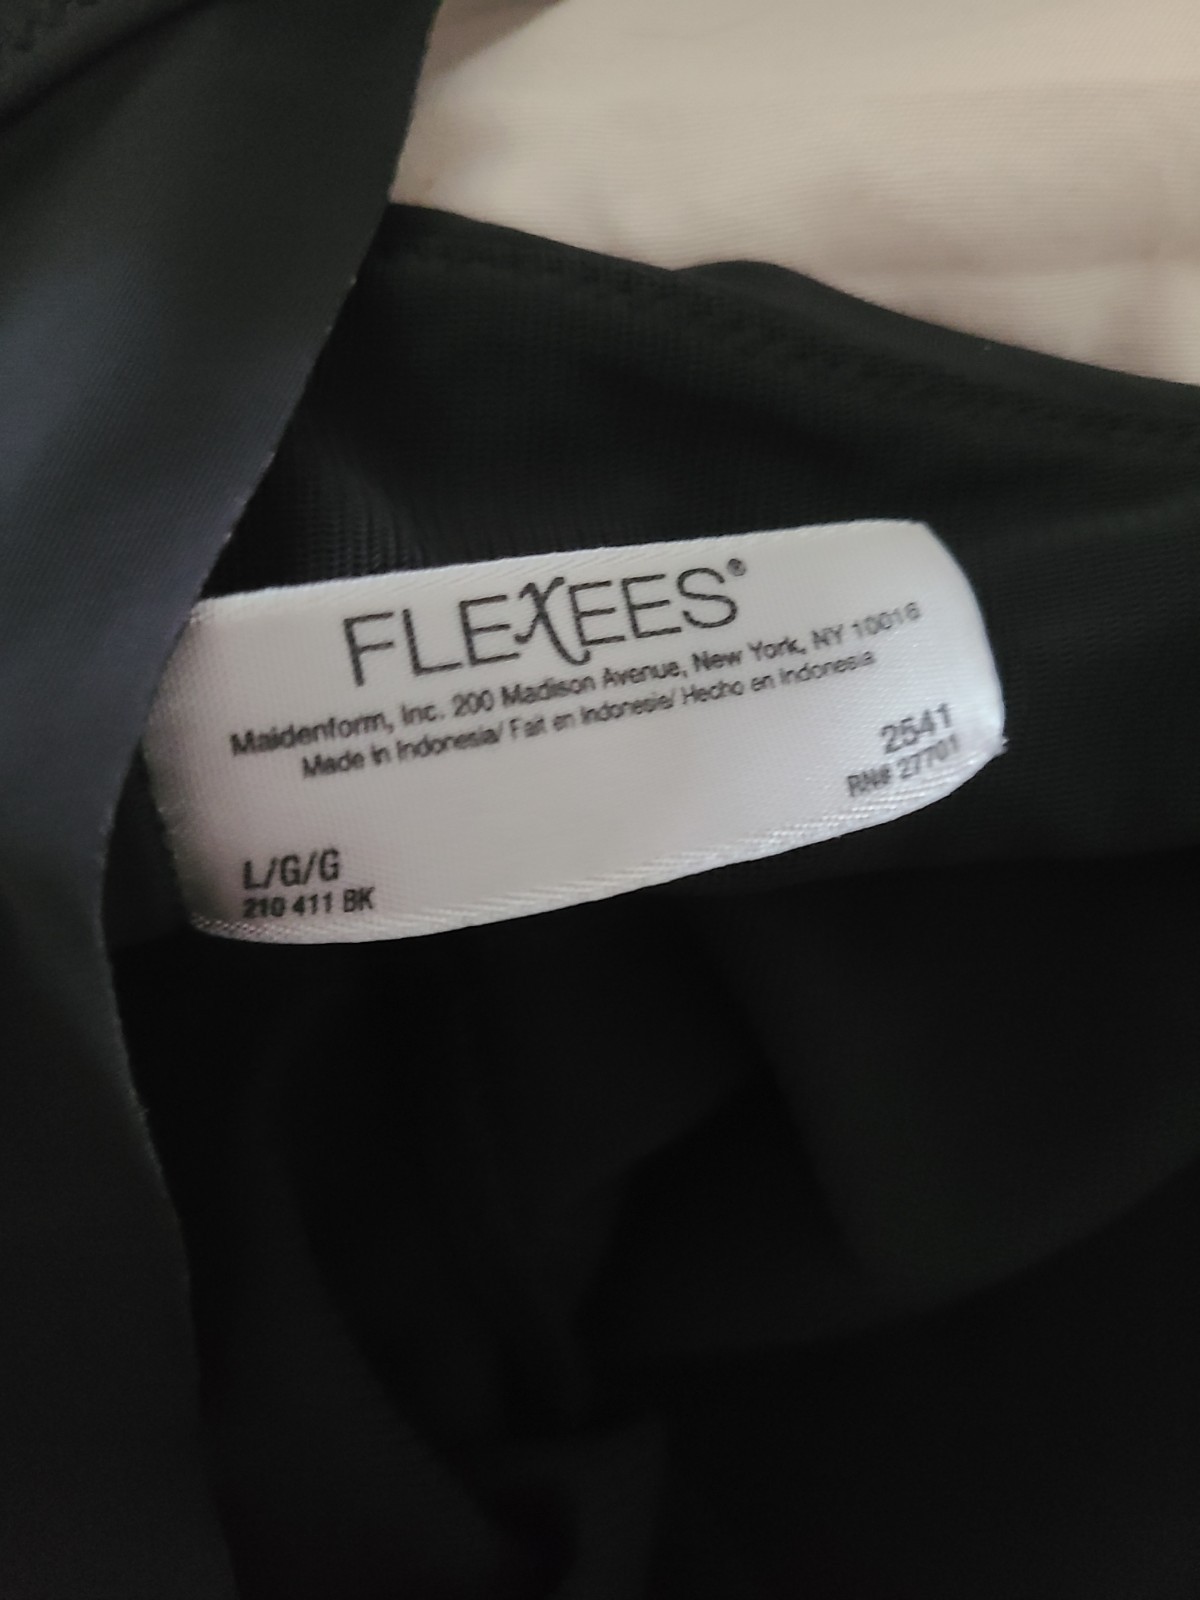 FLEXEES®
Maidenform, Inc. 200 Madison Avenue, New York, NY 10016
Made in Indonesia/ Fait en Indonesie/ Hecho en Indonesia
2541
RN# 27701
L/G/G
210 411 BK